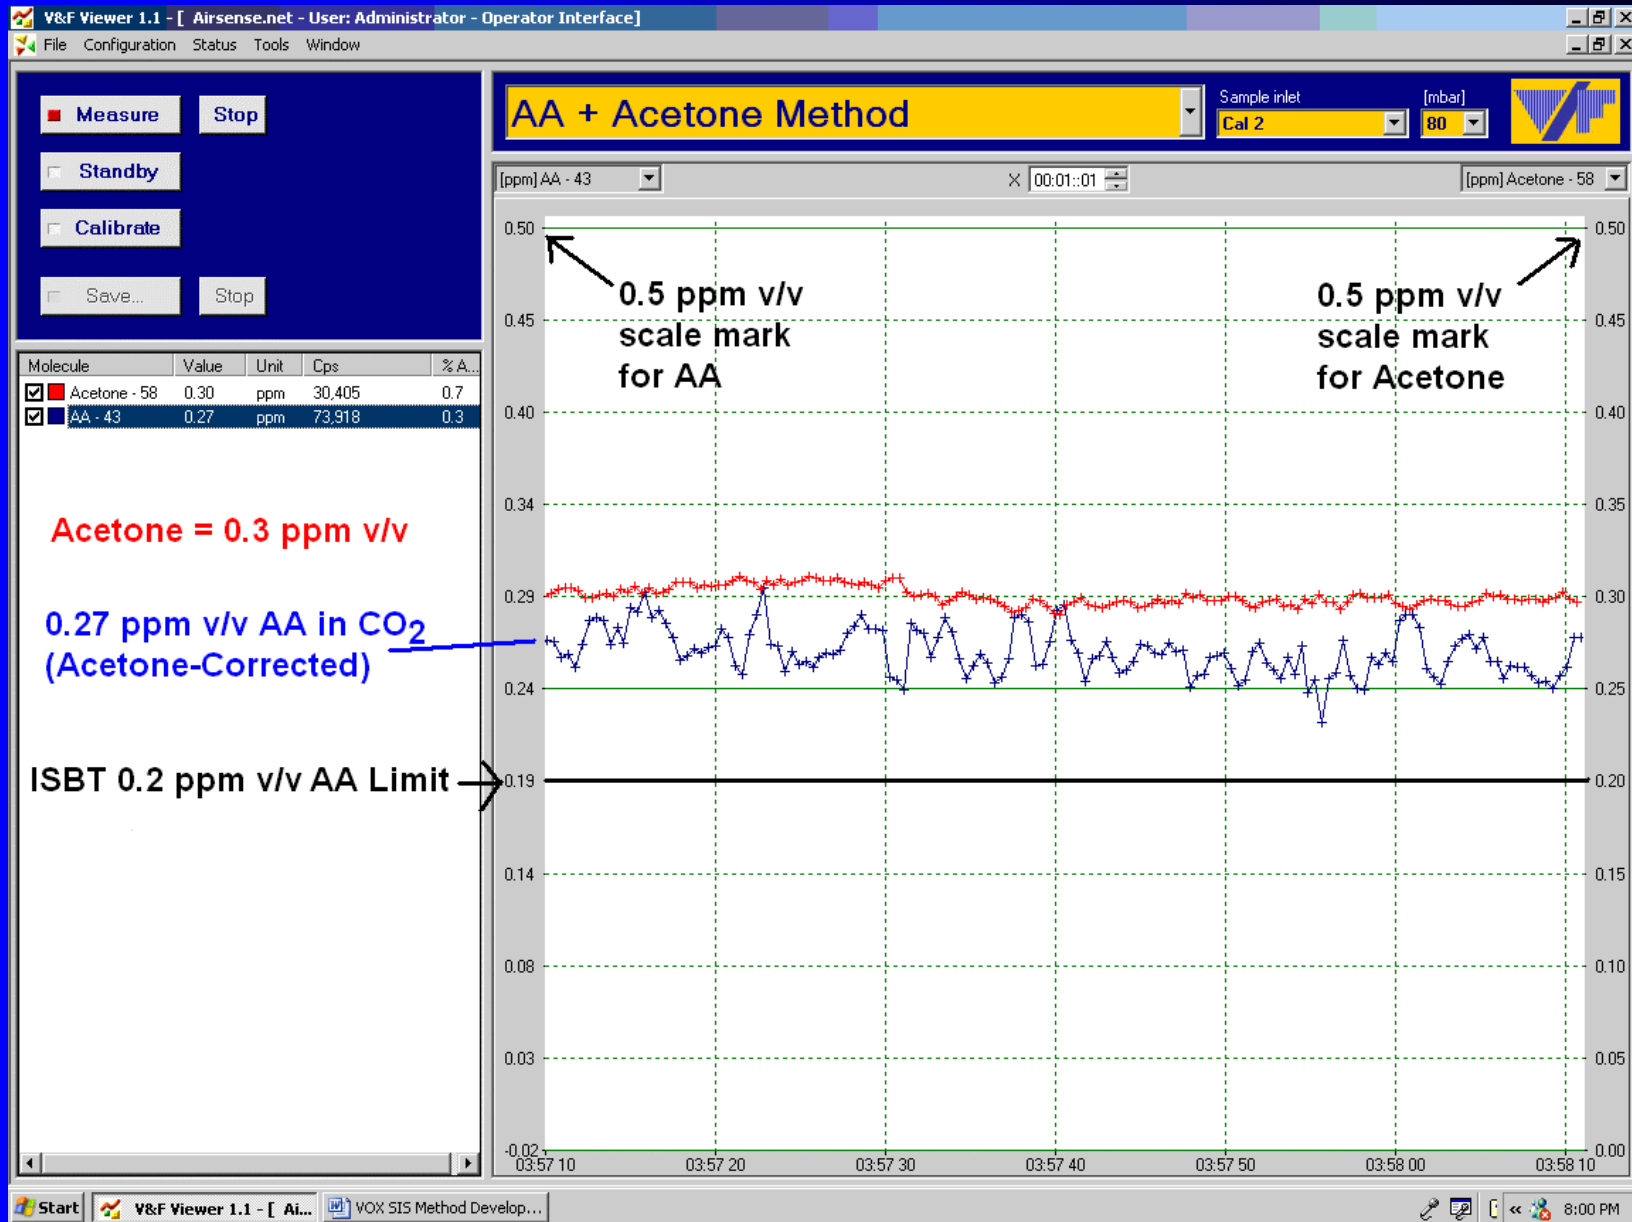 V&F Viewer 1.1 - [ Airsense.net - User: Administrator - Operator Interface]
File Configuration Status Tools Window
Measure Stop
Standby
Calibrate
Save... Stop
AA + Acetone Method
Sample inlet
Cal 2
[mbar]
80
[ppm] AA - 43
X 00:01::01
[ppm] Acetone - 58
Molecule Value Unit Cps % A...
Acetone - 58 0.30 ppm 30,405 0.7
AA - 43 0.27 ppm 73,918 0.3
Acetone = 0.3 ppm v/v
0.27 ppm v/v AA in CO2
(Acetone-Corrected)
ISBT 0.2 ppm v/v AA Limit
0.5 ppm v/v
scale mark
for AA
0.5 ppm v/v
scale mark
for Acetone
0.50
0.45
0.40
0.34
0.29
0.24
0.19
0.14
0.08
0.03
-0.02
0.50
0.45
0.40
0.35
0.30
0.25
0.20
0.15
0.10
0.05
0.00
03:57 10 03:57 20 03:57 30 03:57 40 03:57 50 03:58 00 03:58 10
Start V&F Viewer 1.1 - [ Ai... VOX SIS Method Develop... « 8:00 PM